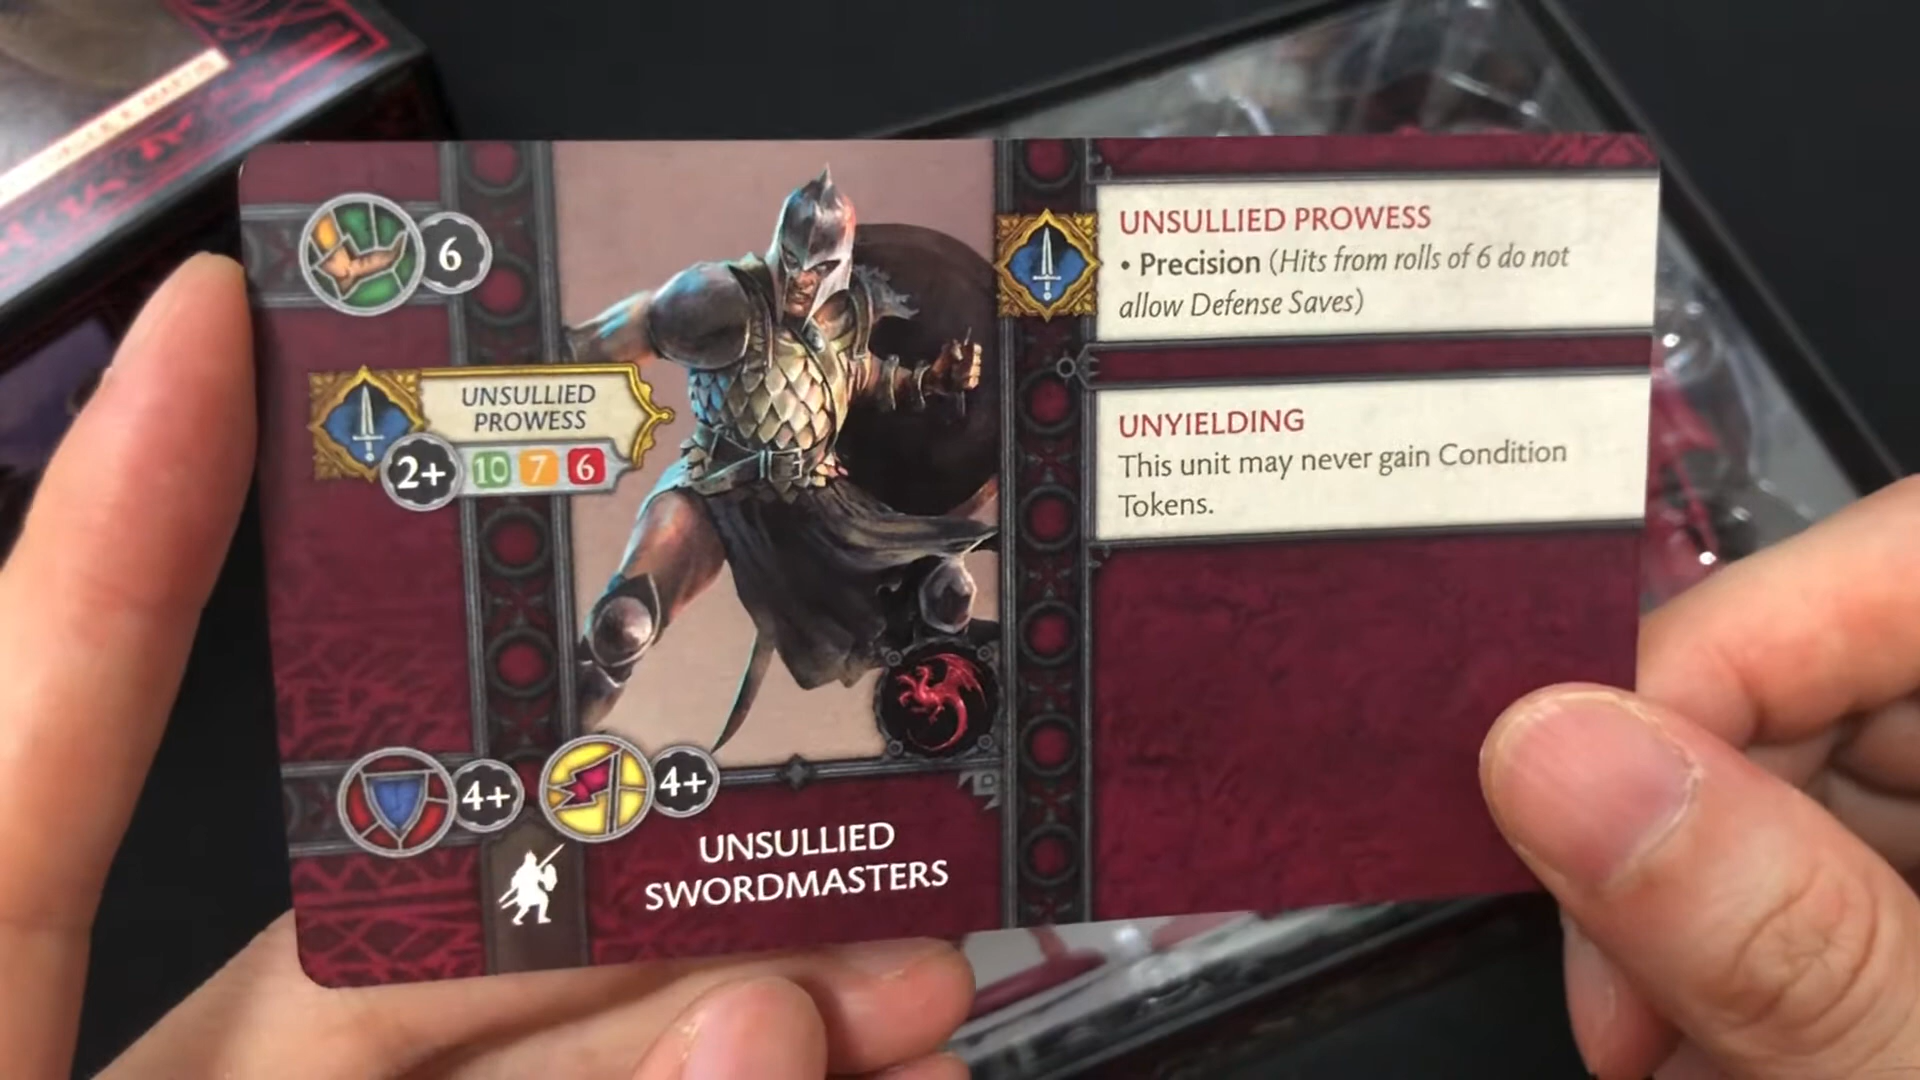 6
UNSULLIED
PROWESS
2+ 10 7 6
4+ 4+
UNSULLIED
SWORDMASTERS
UNSULLIED PROWESS
• Precision (Hits from rolls of 6 do not
allow Defense Saves)
UNYIELDING
This unit may never gain Condition
Tokens.